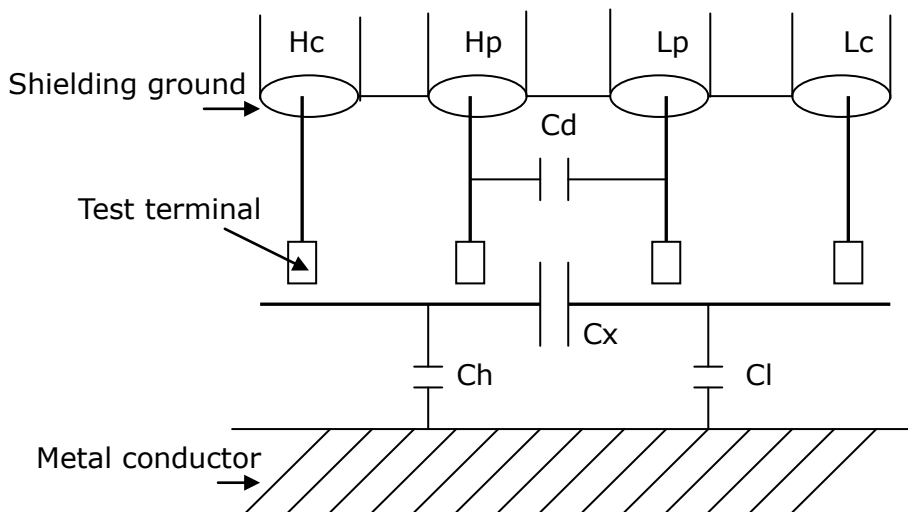 Hc
Hp
Lp
Lc
Shielding ground
Cd
Test terminal
Cx
Ch
Cl
Metal conductor